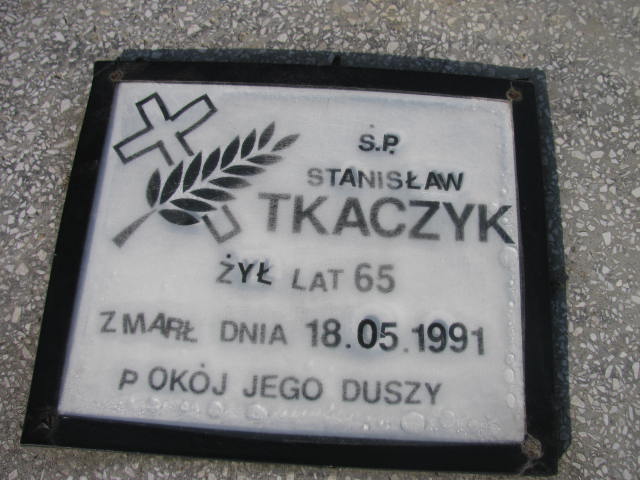 Ś.P.
STANISŁAW
TKACZYK
ŻYŁ LAT 65
ZMARŁ DNIA 18.05.1991
POKÓJ JEGO DUSZY